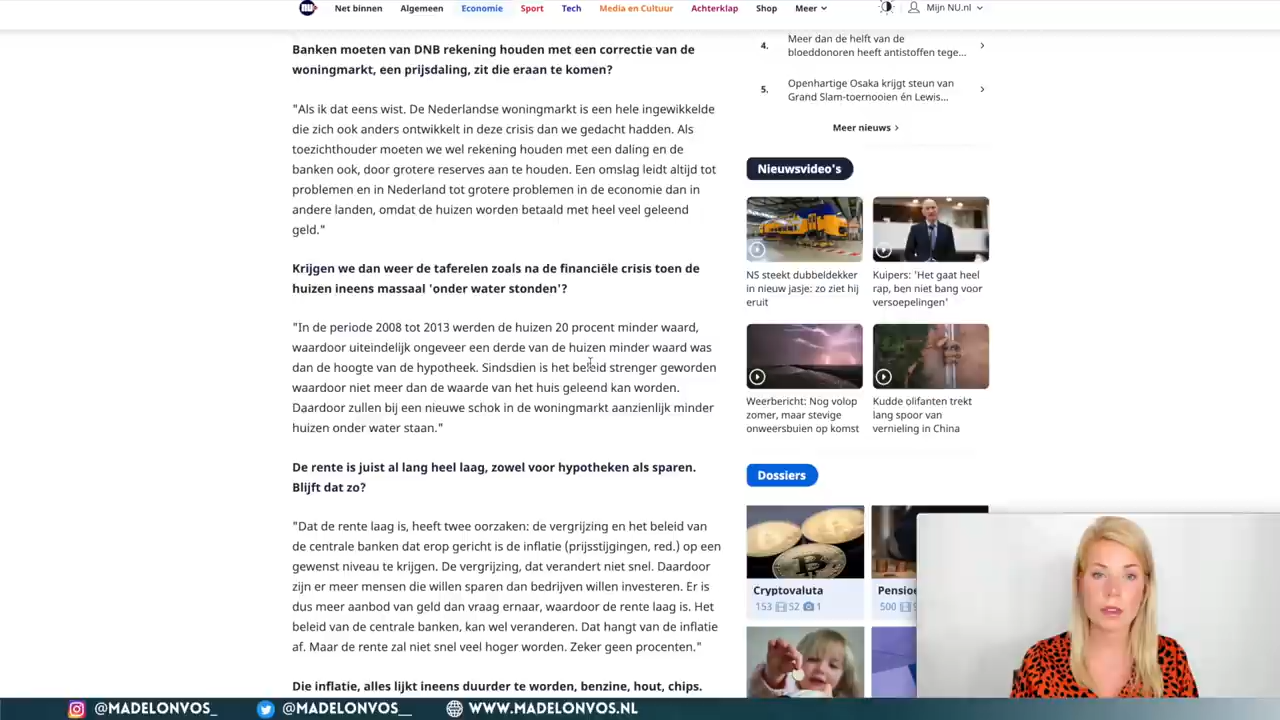 nu
Net binnen Algemeen Economie Sport Tech Media en Cultuur Achterklap Shop Meer Mijn NU.nl
Banken moeten van DNB rekening houden met een correctie van de
woningmarkt, een prijsdaling, zit die eraan te komen?
"Als ik dat eens wist. De Nederlandse woningmarkt is een hele ingewikkelde
die zich ook anders ontwikkelt in deze crisis dan we gedacht hadden. Als
toezichthouder moeten we wel rekening houden met een daling en de
banken ook, door grotere reserves aan te houden. Een omslag leidt altijd tot
problemen en in Nederland tot grotere problemen in de economie dan in
andere landen, omdat de huizen worden betaald met heel veel geleend
geld."
Krijgen we dan weer de taferelen zoals na de financiële crisis toen de
huizen ineens massaal 'onder water stonden'?
"In de periode 2008 tot 2013 werden de huizen 20 procent minder waard,
waardoor uiteindelijk ongeveer een derde van de huizen minder waard was
dan de hoogte van de hypotheek. Sindsdien is het beleid strenger geworden
waardoor niet meer dan de waarde van het huis geleend kan worden.
Daardoor zullen bij een nieuwe schok in de woningmarkt aanzienlijk minder
huizen onder water staan."
De rente is juist al lang heel laag, zowel voor hypotheken als sparen.
Blijft dat zo?
"Dat de rente laag is, heeft twee oorzaken: de vergrijzing en het beleid van
de centrale banken dat erop gericht is de inflatie (prijsstijgingen, red.) op een
gewenst niveau te krijgen. De vergrijzing, dat verandert niet snel. Daardoor
zijn er meer mensen die willen sparen dan bedrijven willen investeren. Er is
dus meer aanbod van geld dan vraag ernaar, waardoor de rente laag is. Het
beleid van de centrale banken, kan wel veranderen. Dat hangt van de inflatie
af. Maar de rente zal niet snel veel hoger worden. Zeker geen procenten."
Die inflatie, alles lijkt ineens duurder te worden, benzine, hout, chips.
4. Meer dan de helft van de
bloeddonoren heeft antistoffen tege...
5. Openhartige Osaka krijgt steun van
Grand Slam-toernooien én Lewis...
Meer nieuws
Nieuwsvideo's
NS steekt dubbeldekker
in nieuw jasje: zo ziet hij
eruit
Kuipers: 'Het gaat heel
rap, ben niet bang voor
versoepelingen'
Weerbericht: Nog volop
zomer, maar stevige
onweersbuien op komst
Kudde olifanten trekt
lang spoor van
vernieling in China
Dossiers
Cryptovaluta
153 52 1
Pensioe
500
@MADELONVOS_ @MADELONVOS__ WWW.MADELONVOS.NL